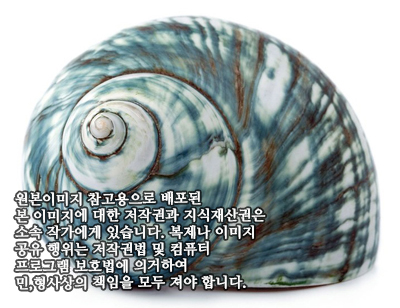 원본이미지 참고용으로 배포된
본 이미지에 대한 저작권과 지식재산권은
소속 작가에게 있습니다. 복제나 이미지
공유 행위는 저작권법 및 컴퓨터
프로그램 보호법에 의거하여
민,형사상의 책임을 모두 져야 합니다.